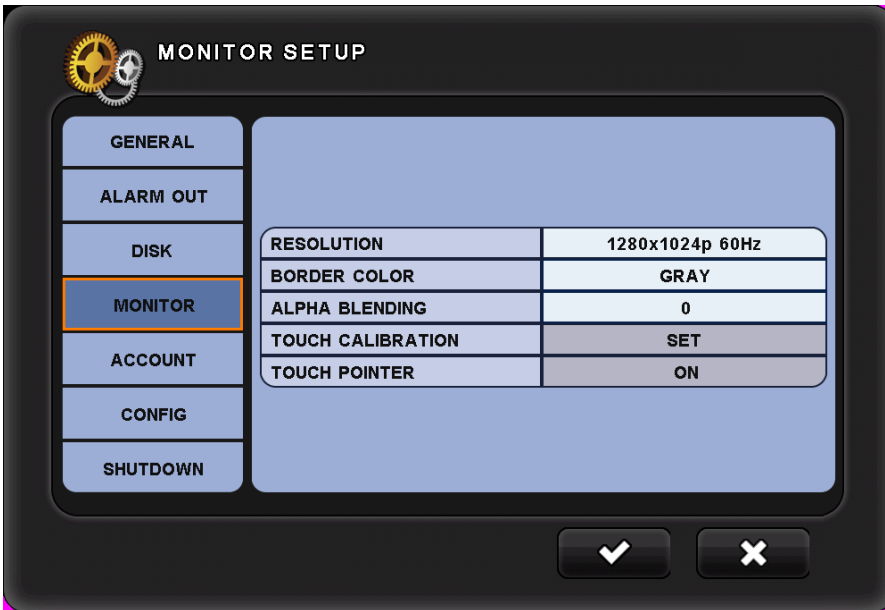 MONITOR SETUP
GENERAL
ALARM OUT
DISK
MONITOR
ACCOUNT
CONFIG
SHUTDOWN
RESOLUTION 1280x1024p 60Hz
BORDER COLOR GRAY
ALPHA BLENDING 0
TOUCH CALIBRATION SET
TOUCH POINTER ON